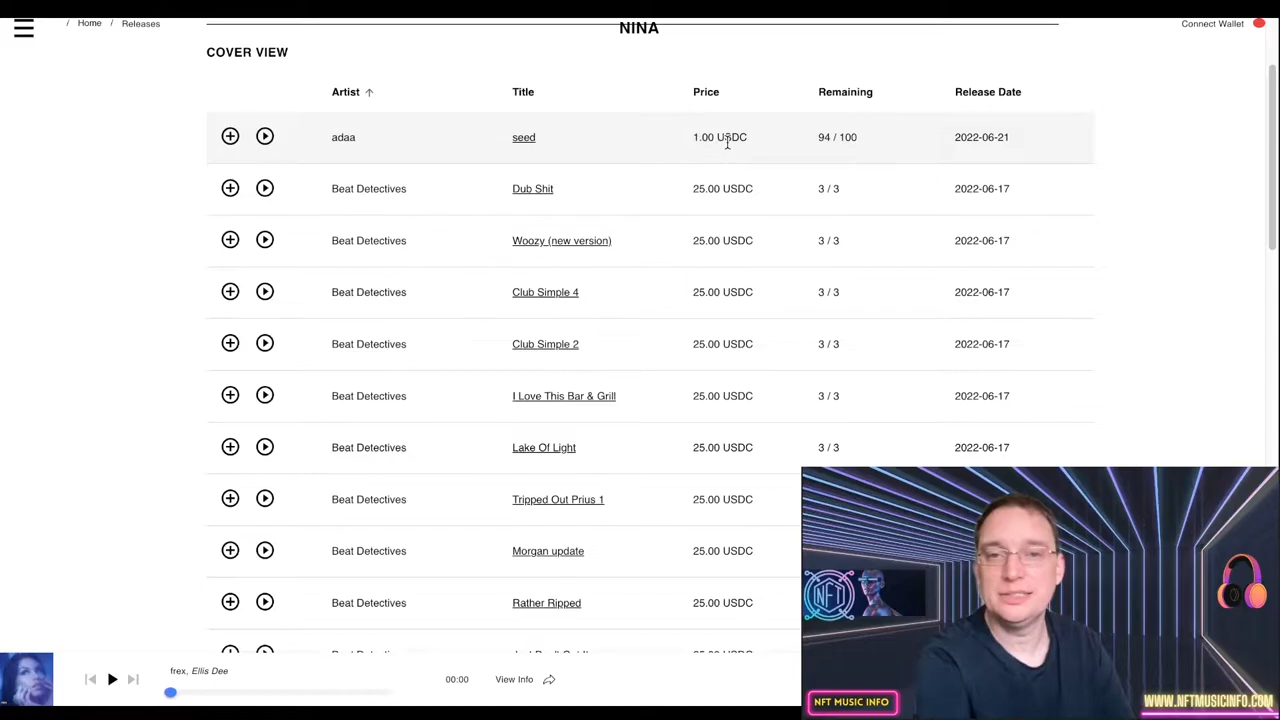 / Home / Releases
NINA
Connect Wallet
COVER VIEW
Artist Title Price Remaining Release Date
adaa seed 1.00 USDC 94 / 100 2022-06-21
Beat Detectives Dub Shit 25.00 USDC 3 / 3 2022-06-17
Beat Detectives Woozy (new version) 25.00 USDC 3 / 3 2022-06-17
Beat Detectives Club Simple 4 25.00 USDC 3 / 3 2022-06-17
Beat Detectives Club Simple 2 25.00 USDC 3 / 3 2022-06-17
Beat Detectives I Love This Bar & Grill 25.00 USDC 3 / 3 2022-06-17
Beat Detectives Lake Of Light 25.00 USDC 3 / 3 2022-06-17
Beat Detectives Tripped Out Prius 1 25.00 USDC
Beat Detectives Morgan update 25.00 USDC
Beat Detectives Rather Ripped 25.00 USDC
frex, Ellis Dee
00:00 View Info
NFT
NFT MUSIC INFO
WWW.NFTMUSICINFO.COM